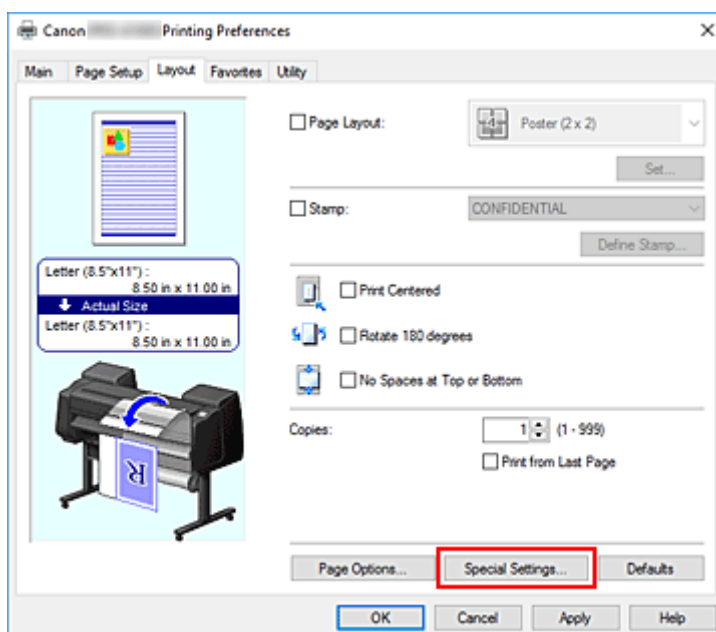 Canon Printing Preferences
Main Page Setup Layout Favorites Utility
Page Layout: Poster (2 x 2)
Set...
Stamp: CONFIDENTIAL
Define Stamp...
Letter (8.5"x11") :
8.50 in x 11.00 in
Actual Size
Letter (8.5"x11") :
8.50 in x 11.00 in
R
Print Centered
Rotate 180 degrees
No Spaces at Top or Bottom
Copies: 1 (1 - 999)
Print from Last Page
Page Options... Special Settings... Defaults
OK Cancel Apply Help